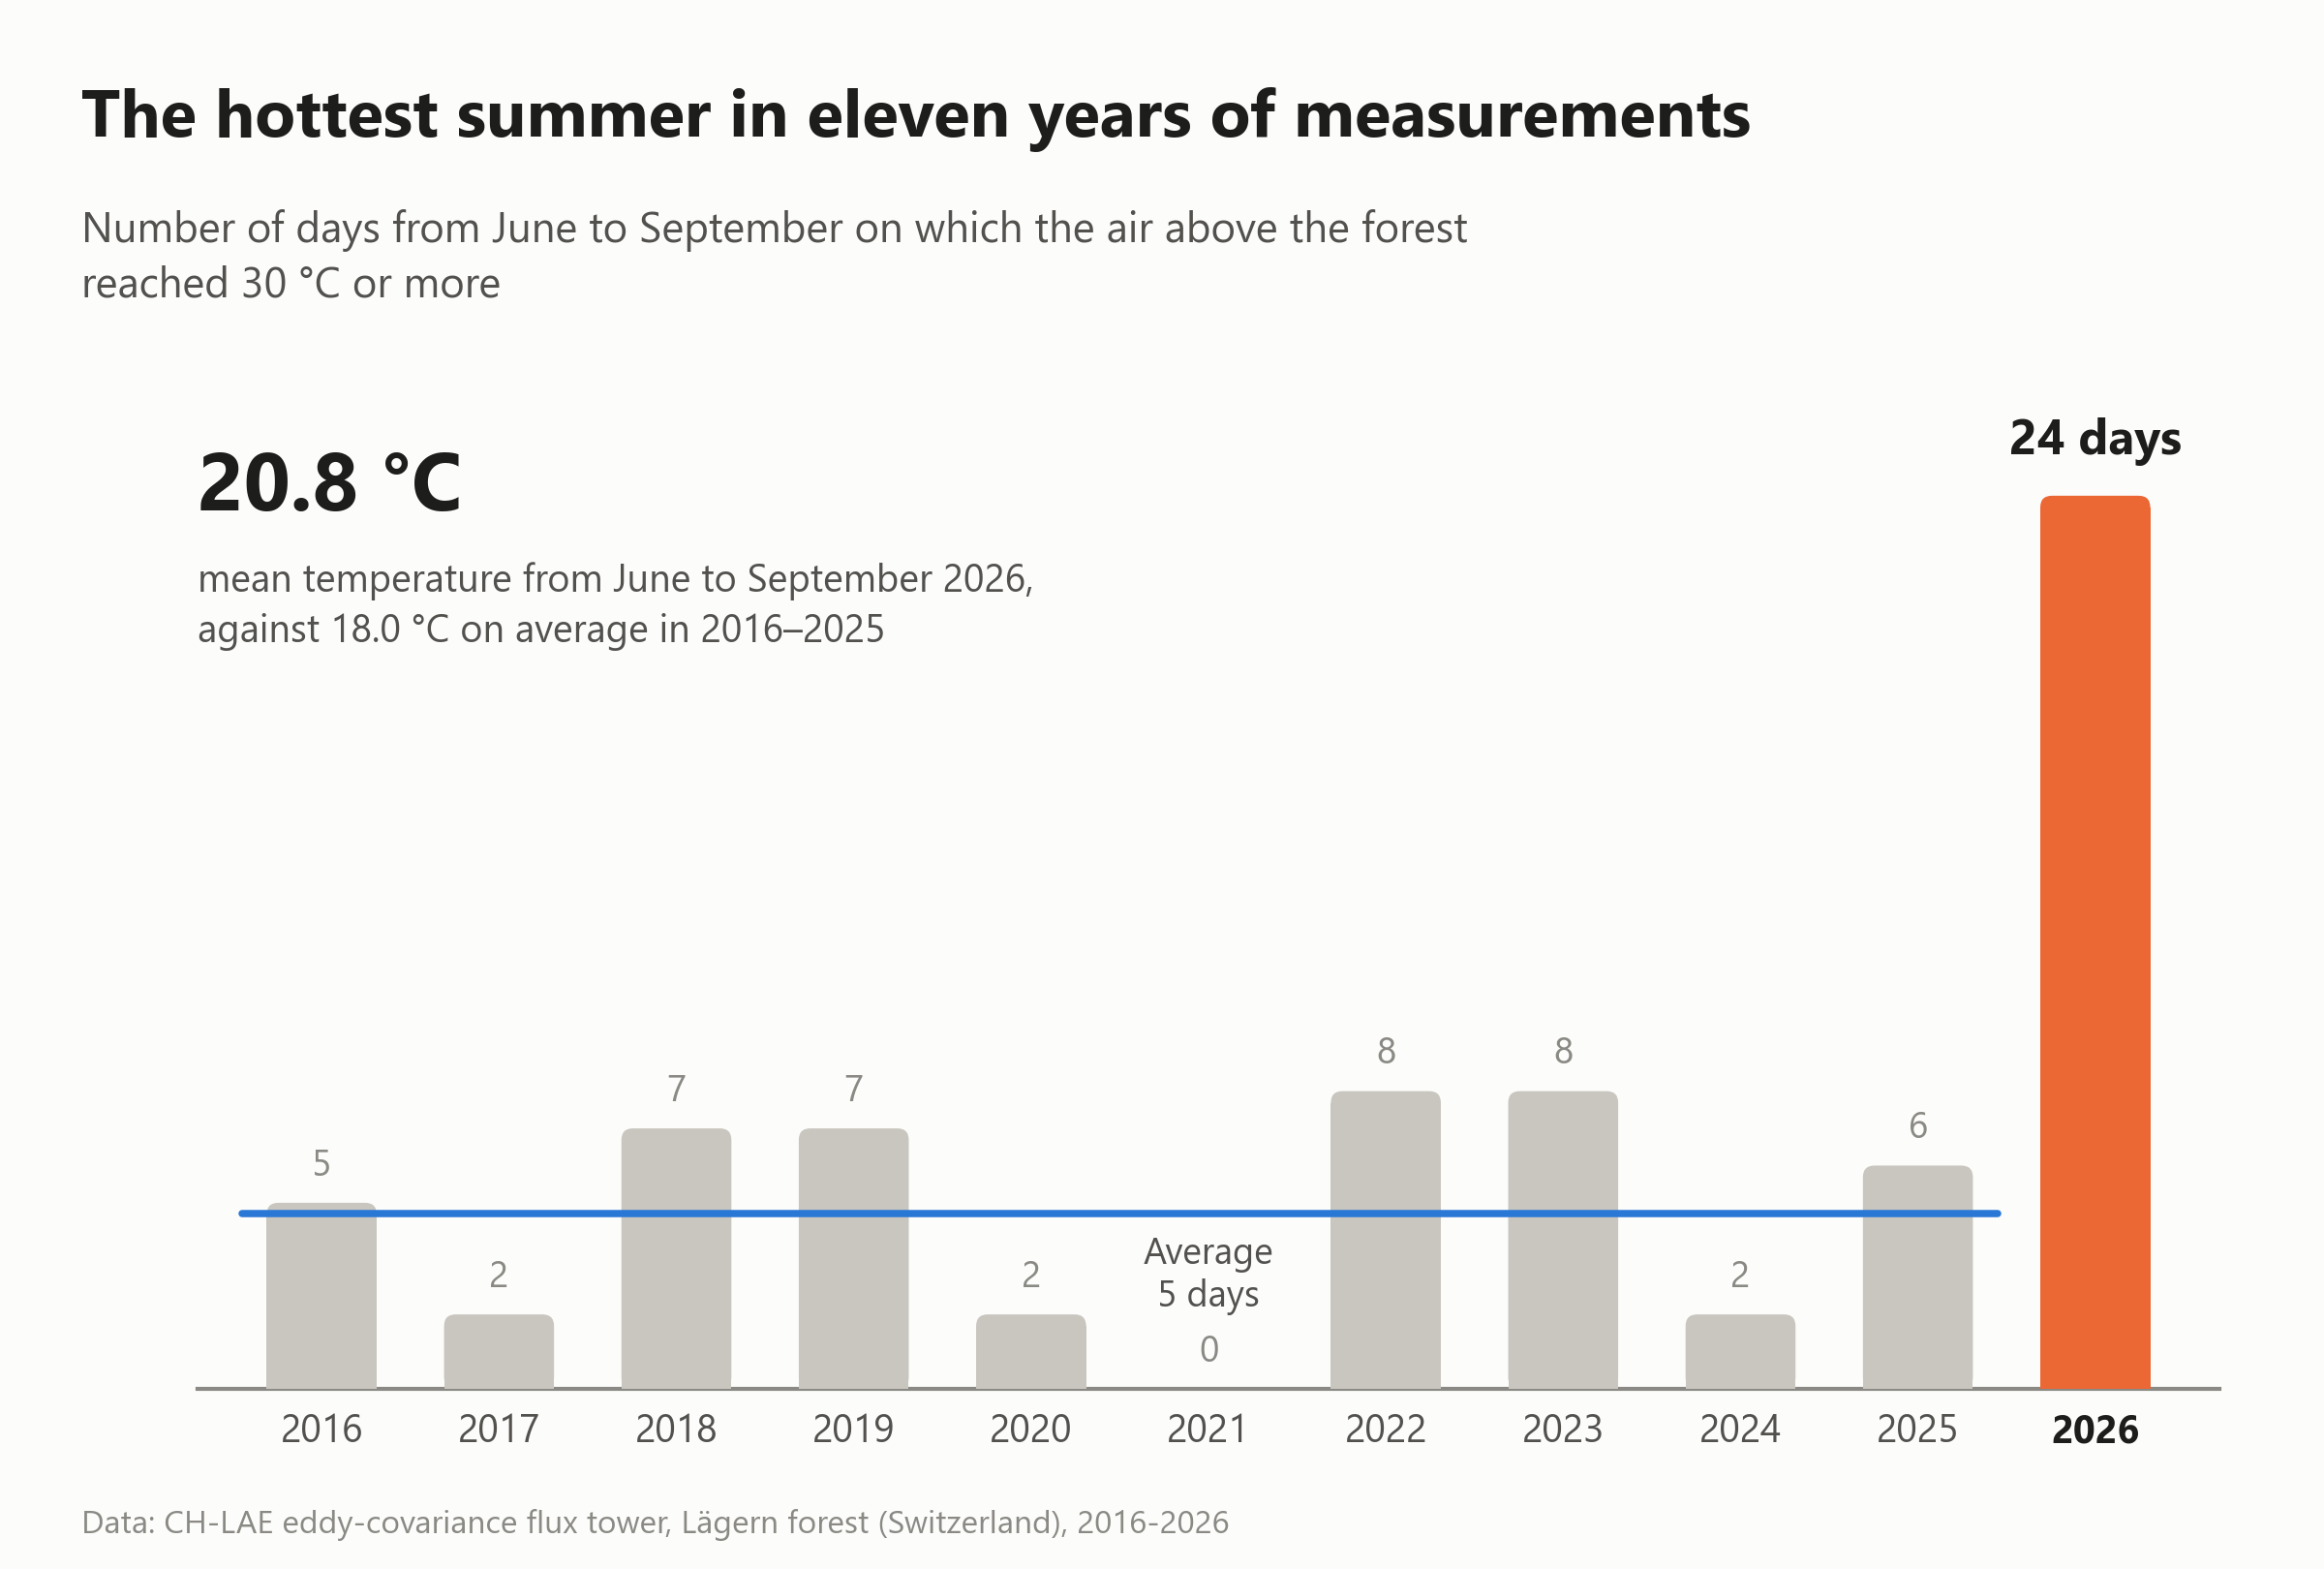 The hottest summer in eleven years of measurements
Number of days from June to September on which the air above the forest
reached 30 °C or more
24 days
20.8 °C
mean temperature from June to September 2026,
against 18.0 °C on average in 2016–2025
8
8
7
7
6
5
Average
5 days
2
2
2
0
2016
2017
2018
2019
2020
2021
2022
2023
2024
2025
2026
Data: CH-LAE eddy-covariance flux tower, Lägern forest (Switzerland), 2016-2026